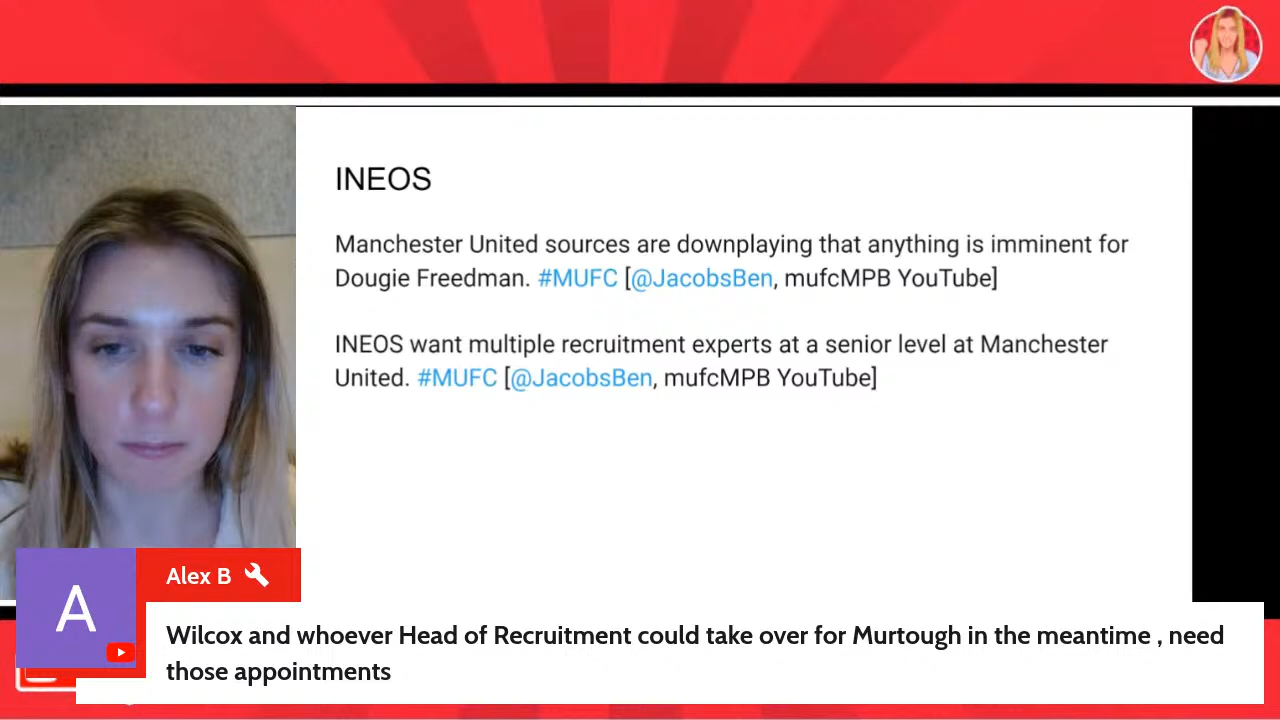 INEOS
Manchester United sources are downplaying that anything is imminent for
Dougie Freedman. #MUFC [@JacobsBen, mufcMPB YouTube]
INEOS want multiple recruitment experts at a senior level at Manchester
United. #MUFC [@JacobsBen, mufcMPB YouTube]
A
Alex B
Wilcox and whoever Head of Recruitment could take over for Murtough in the meantime , need
those appointments